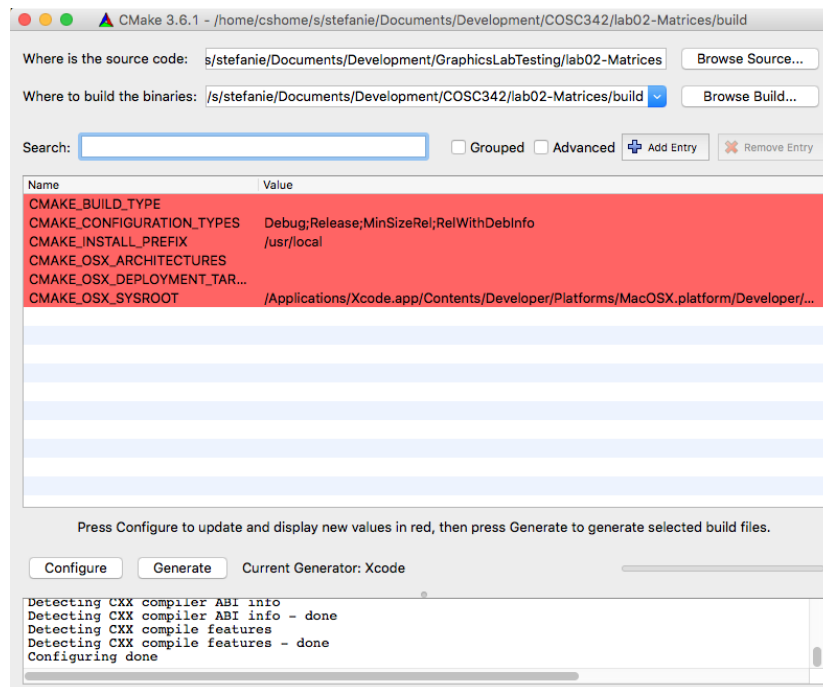 CMake 3.6.1 - /home/cshome/s/stefanie/Documents/Development/COSC342/lab02-Matrices/build
Where is the source code: s/stefanie/Documents/Development/GraphicsLabTesting/lab02-Matrices Browse Source...
Where to build the binaries: /s/stefanie/Documents/Development/COSC342/lab02-Matrices/build Browse Build...
Search: Grouped Advanced Add Entry Remove Entry
Name Value
CMAKE_BUILD_TYPE
CMAKE_CONFIGURATION_TYPES Debug;Release;MinSizeRel;RelWithDebInfo
CMAKE_INSTALL_PREFIX /usr/local
CMAKE_OSX_ARCHITECTURES
CMAKE_OSX_DEPLOYMENT_TAR...
CMAKE_OSX_SYSROOT /Applications/Xcode.app/Contents/Developer/Platforms/MacOSX.platform/Developer/...
Press Configure to update and display new values in red, then press Generate to generate selected build files.
Configure Generate Current Generator: Xcode
Detecting CXX compiler ABI info
Detecting CXX compiler ABI info - done
Detecting CXX compile features
Detecting CXX compile features - done
Configuring done